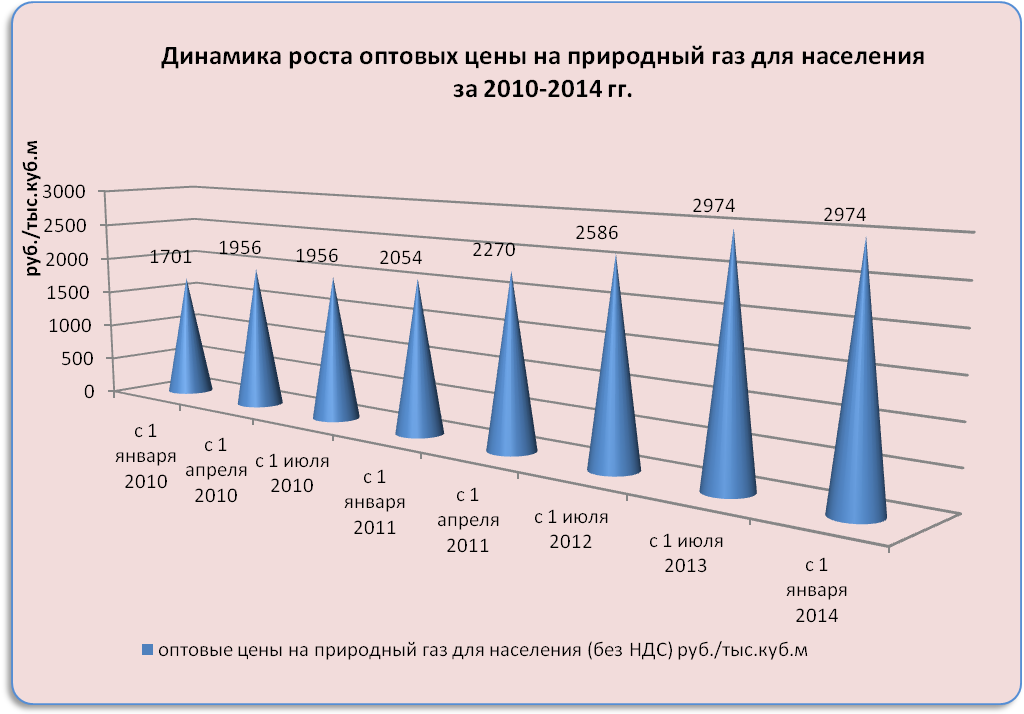 Динамика роста оптовых цены на природный газ для населения
за 2010-2014 гг.
руб./тыс.куб.м
3000
2500
2000
1500
1000
500
0
1701
1956
1956
2054
2270
2586
2974
2974
с 1
января
2010
с 1
апреля
2010
с 1 июля
2010
с 1
января
2011
с 1
апреля
2011
с 1 июля
2012
с 1 июля
2013
с 1
января
2014
оптовые цены на природный газ для населения (без НДС) руб./тыс.куб.м